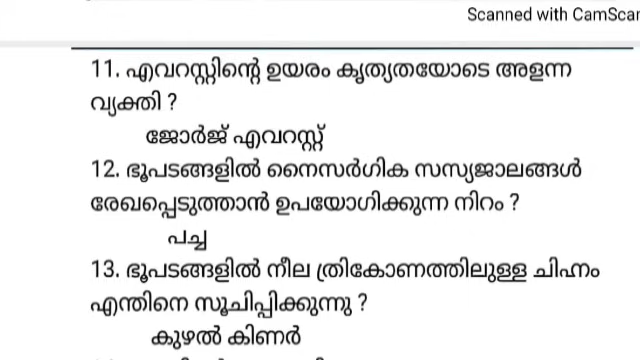 Scanned with CamScan
11. എവറസ്റ്റിന്റെ ഉയരം കൃത്യതയോടെ അളന്ന
വ്യക്തി ?
ജോർജ് എവറസ്റ്റ്
12. ഭൂപടങ്ങളിൽ നൈസർഗിക സസ്യജാലങ്ങൾ
രേഖപ്പെടുത്താൻ ഉപയോഗിക്കുന്ന നിറം ?
പച്ച
13. ഭൂപടങ്ങളിൽ നീല ത്രികോണത്തിലുള്ള ചിഹ്നം
എന്തിനെ സൂചിപ്പിക്കുന്നു ?
കുഴൽ കിണർ